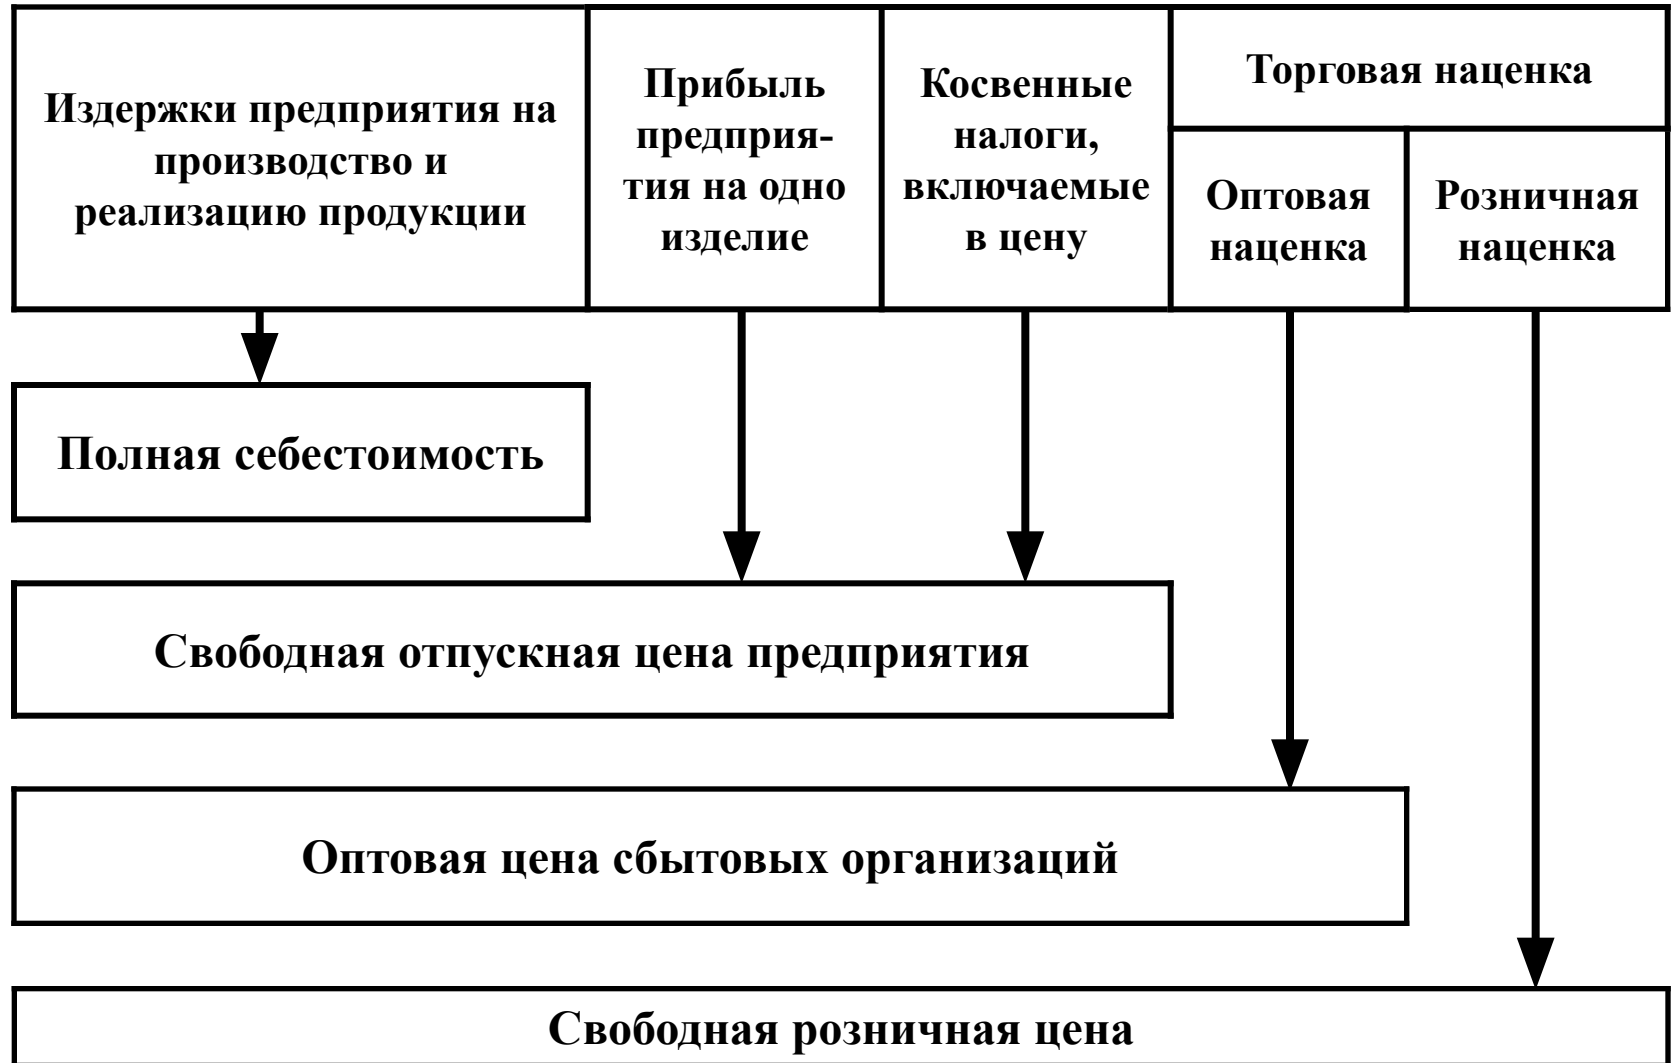 Издержки предприятия на
производство и
реализацию продукции
Прибыль
предприя-
тия на одно
изделие
Косвенные
налоги,
включаемые
в цену
Торговая наценка
Оптовая
наценка
Розничная
наценка
Полная себестоимость
Свободная отпускная цена предприятия
Оптовая цена сбытовых организаций
Свободная розничная цена